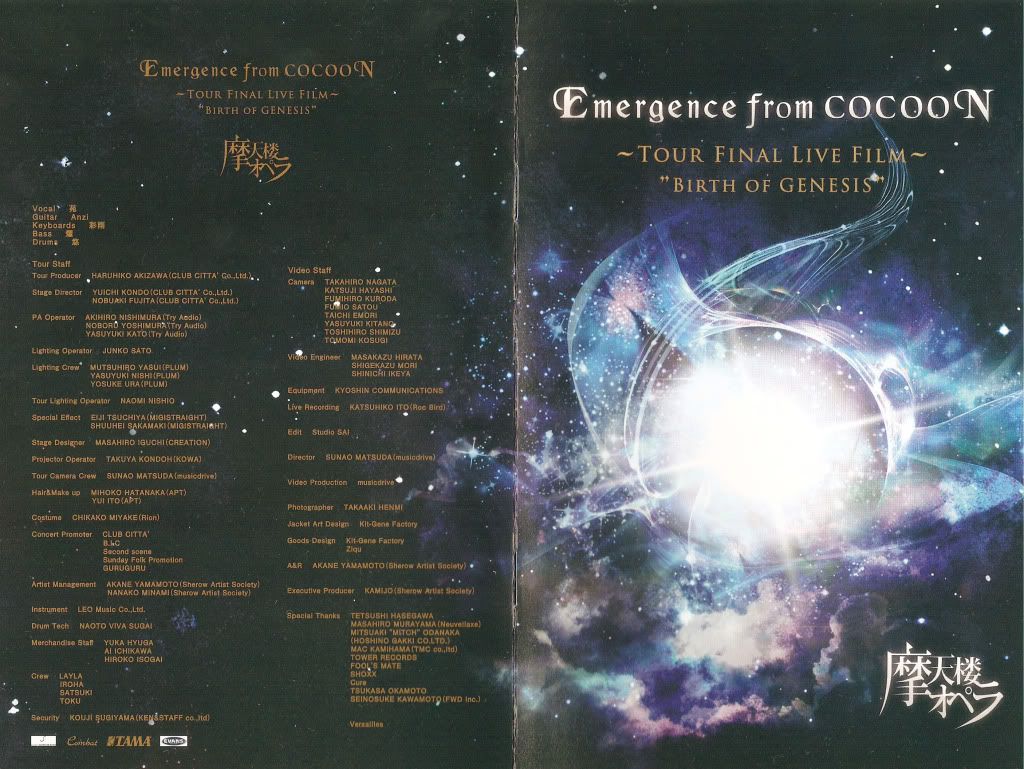 Emergence from COCOON
~TOUR FINAL LIVE FILM~
"BIRTH OF GENESIS"
摩天楼オペラ
Vocal 苑
Guitar Anzi
Keyboards 彩雨
Bass 燿
Drums 悠
Tour Staff
Tour Producer HARUHIKO AKIZAWA(CLUB CITTA' Co.,Ltd.)
Stage Director YUICHI KONDO(CLUB CITTA' Co.,Ltd.)
NOBUAKI FUJITA(CLUB CITTA' Co.,Ltd.)
PA Operator AKIHIRO NISHIMURA(Try Audio)
NOBORU YOSHIMURA(Try Audio)
YASUYUKI KATO(Try Audio)
Lighting Operator JUNKO SATO
Lighting Crew MUTSUHIRO YASUI(PLUM)
YASUYUKI NISHI(PLUM)
YOSUKE URA(PLUM)
Tour Lighting Operator NAOMI NISHIO
Special Effect EIJI TSUCHIYA(MIGISTRAIGHT)
SHUUHEI SAKAMAKI(MIGISTRAIGHT)
Stage Designer MASAHIRO IGUCHI(CREATION)
Projector Operator TAKUYA KONDOH(KOWA)
Tour Camera Crew SUNAO MATSUDA(musicdrive)
Hair&Make up MIHOKO HATANAKA(APT)
YUI ITO(APT)
Costume CHIKAKO MIYAKE(Rion)
Concert Promoter CLUB CITTA'
B.I.C
Second scene
Sunday Folk Promotion
GURUGURU
Artist Management AKANE YAMAMOTO(Sherow Artist Society)
NANAKO MINAMI(Sherow Artist Society)
Instrument LEO Music Co.,Ltd.
Drum Tech NAOTO VIVA SUGAI
Merchandise Staff YUKA HYUGA
AI ICHIKAWA
HIROKO ISOGAI
Crew LAYLA
IROHA
SATSUKI
TOKU
Security KOUJI SUGIYAMA(KEN&STAFF co.,ltd)
Combat TAMA EVANS
Video Staff
Camera TAKAHIRO NAGATA
KATSUJI HAYASHI
FUMIHIRO KURODA
FUMIO SATOU
TAICHI EMORI
YASUYUKI KITANO
TOSHIHIRO SHIMIZU
TOMOMI KOSUGI
Video Engineer MASAKAZU HIRATA
SHIGEKAZU MORI
SHINICHI IKEYA
Equipment KYOSHIN COMMUNICATIONS
Live Recording KATSUHIKO ITO(Roc Bird)
Edit Studio SAI
Director SUNAO MATSUDA(musicdrive)
Video Production musicdrive
Photographer TAKAAKI HENMI
Jacket Art Design Kit-Gene Factory
Goods Design Kit-Gene Factory
Ziqu
A&R AKANE YAMAMOTO(Sherow Artist Society)
Executive Producer KAMIJO(Sherow Artist Society)
Special Thanks TETSUSHI HASEGAWA
MASAHIRO MURAYAMA(Neuvellaxe)
MITSUAKI "MITCH" ODANAKA
(HOSHINO GAKKI CO.LTD.)
MAC KAMIHAMA(TMC co.,ltd)
TOWER RECORDS
FOOL'S MATE
SHOXX
Cure
TSUKASA OKAMOTO
SEINOSUKE KAWAMOTO(FWD Inc.)
Versailles
Emergence from COCOON
~TOUR FINAL LIVE FILM~
"BIRTH OF GENESIS"
摩天楼オペラ